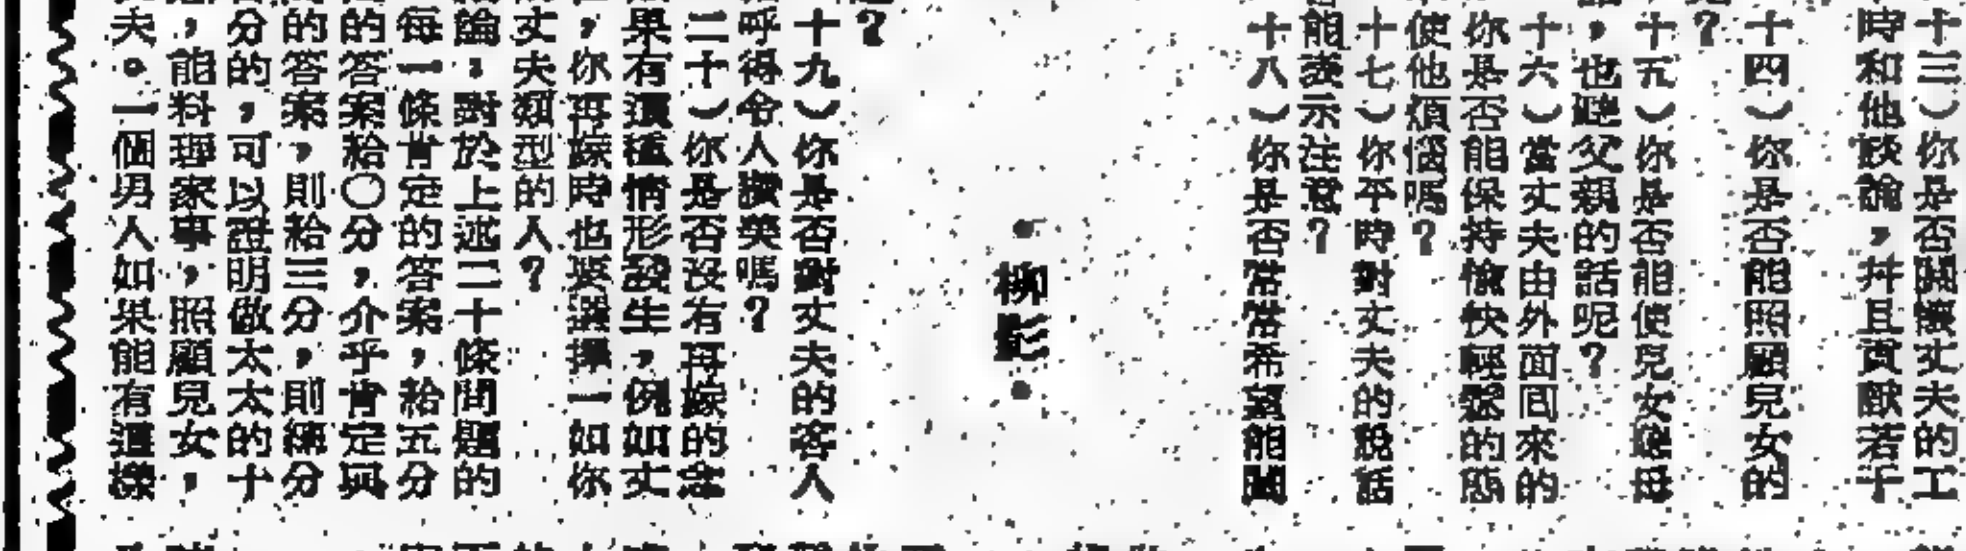 十三）你是否關懷丈夫的工
時和他談論，并且貢獻若干
十四）你是否能照顧兒女的
？
十五）你是否能使兒女聽母
，也聽父親的話呢？
十六）當丈夫由外面回來的
你是否能保持愉快輕鬆的態
使他煩惱嗎？
十七）你平時對丈夫的說話
能表示注意？
十八）你是否常常希望能閱
•柳影•
？
十九）你是否對丈夫的客人
呼得令人讚美嗎？
二十）你是否沒有再嫁的念
果有這種情形發生，例如丈
，你再嫁時也要選擇一如你
丈夫類型的人？
論，對於上述二十條問題的
每一條肯定的答案，給五分
的答案給〇分，介乎肯定與
的答案，則給三分，則總分
分的，可以證明做太太的十
，能料理家事，照顧兒女，
夫。一個男人如果能有這樣